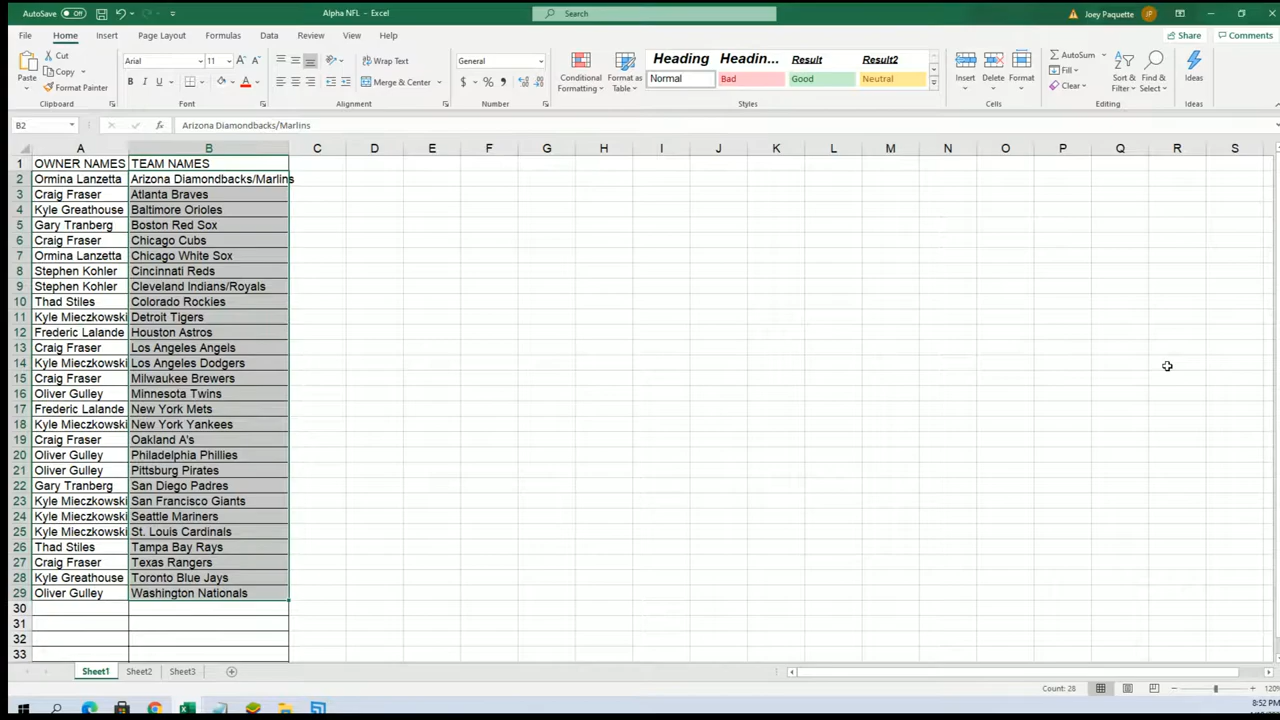 AutoSave Off Alpha NFL - Excel Search Joey Paquette JP
File Home Insert Page Layout Formulas Data Review View Help Share Comments
Paste Cut Copy Format Painter Clipboard
Arial 11 B I U A A A Font
Wrap Text Merge & Center Alignment
General $ % , Number
Conditional Formatting Format as Table
Heading Headin... Result Result2
Normal Bad Good Neutral
Styles
Insert Delete Format Cells
AutoSum Fill Clear Sort & Filter Find & Select Editing
Ideas Ideas
B2 fx Arizona Diamondbacks/Marlins
A B C D E F G H I J K L M N O P Q R S
1 OWNER NAMES TEAM NAMES
2 Ormina Lanzetta Arizona Diamondbacks/Marlins
3 Craig Fraser Atlanta Braves
4 Kyle Greathouse Baltimore Orioles
5 Gary Tranberg Boston Red Sox
6 Craig Fraser Chicago Cubs
7 Ormina Lanzetta Chicago White Sox
8 Stephen Kohler Cincinnati Reds
9 Stephen Kohler Cleveland Indians/Royals
10 Thad Stiles Colorado Rockies
11 Kyle Mieczkowski Detroit Tigers
12 Frederic Lalande Houston Astros
13 Craig Fraser Los Angeles Angels
14 Kyle Mieczkowski Los Angeles Dodgers
15 Craig Fraser Milwaukee Brewers
16 Oliver Gulley Minnesota Twins
17 Frederic Lalande New York Mets
18 Kyle Mieczkowski New York Yankees
19 Craig Fraser Oakland A's
20 Oliver Gulley Philadelphia Phillies
21 Oliver Gulley Pittsburg Pirates
22 Gary Tranberg San Diego Padres
23 Kyle Mieczkowski San Francisco Giants
24 Kyle Mieczkowski Seattle Mariners
25 Kyle Mieczkowski St. Louis Cardinals
26 Thad Stiles Tampa Bay Rays
27 Craig Fraser Texas Rangers
28 Kyle Greathouse Toronto Blue Jays
29 Oliver Gulley Washington Nationals
30
31
32
33
Sheet1 Sheet2 Sheet3
Count: 28 120%
8:52 PM